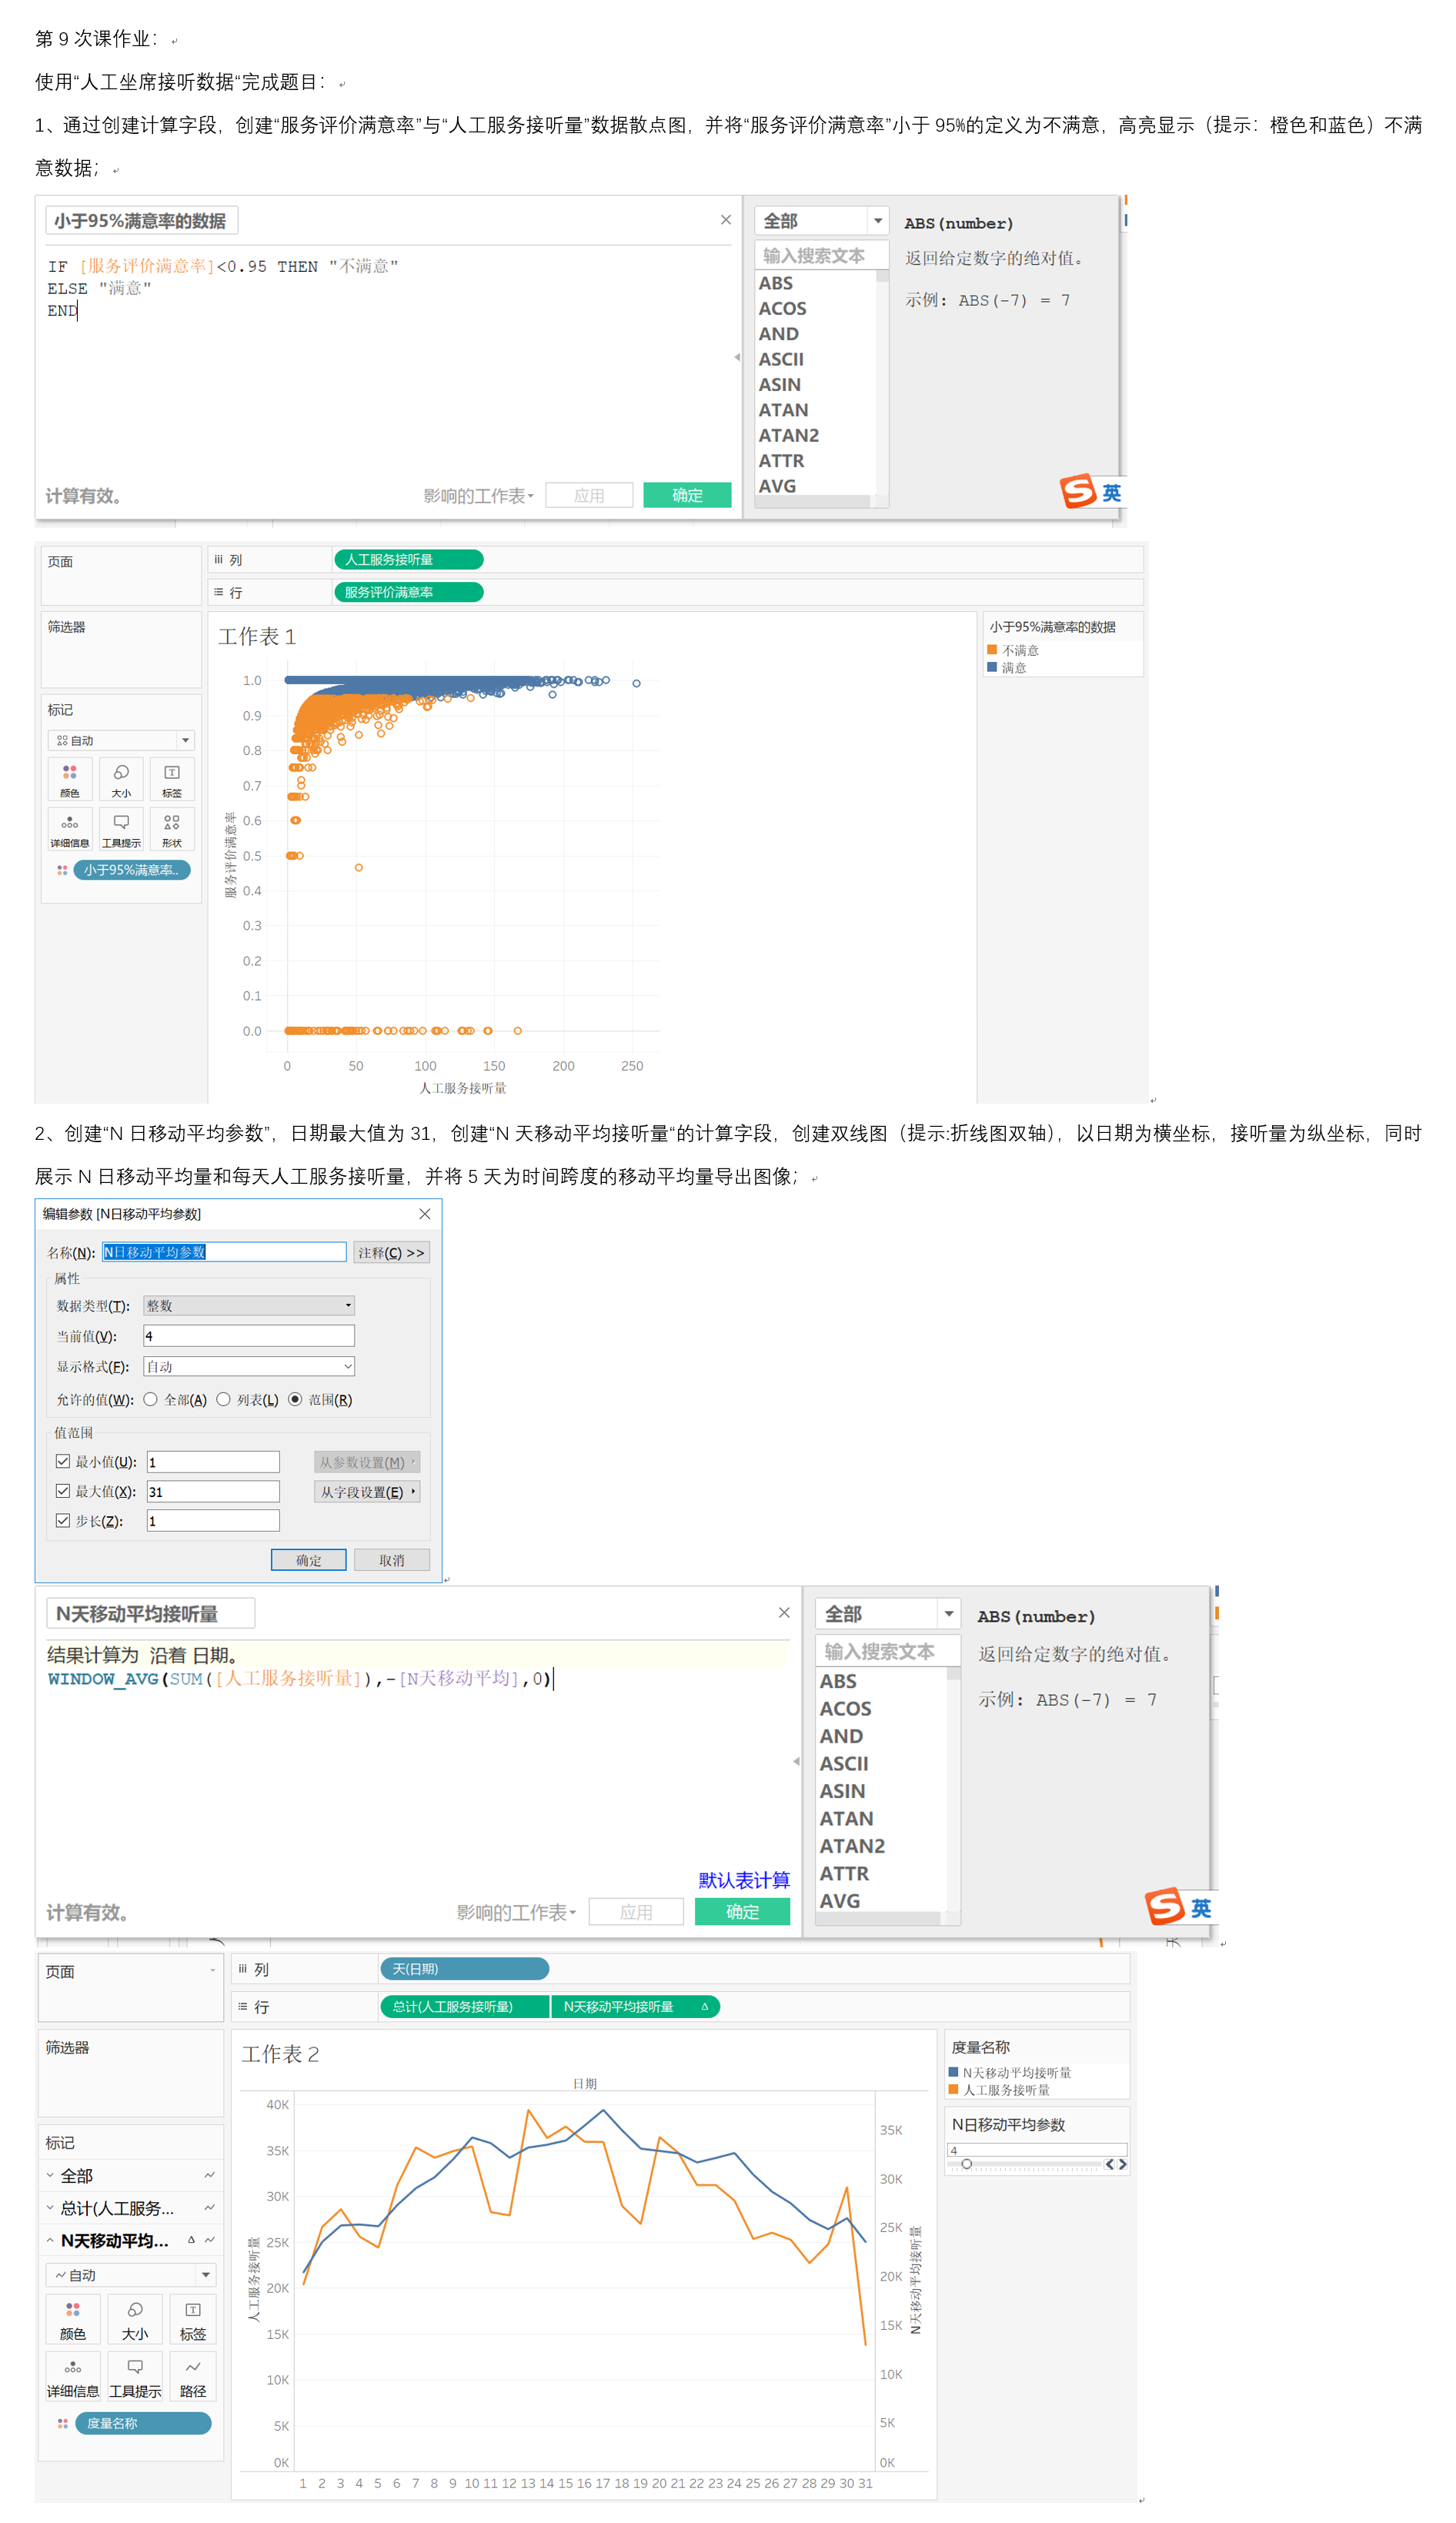 第 9 次课作业：
使用“人工坐席接听数据“完成题目：
1、通过创建计算字段，创建“服务评价满意率”与“人工服务接听量”数据散点图，并将“服务评价满意率”小于 95%的定义为不满意，高亮显示（提示：橙色和蓝色）不满
意数据；
小于95%满意率的数据
IF [服务评价满意率]<0.95 THEN "不满意"
ELSE "满意"
END
计算有效。
影响的工作表
应用
确定
全部
输入搜索文本
ABS
ACOS
AND
ASCII
ASIN
ATAN
ATAN2
ATTR
AVG
ABS(number)
返回给定数字的绝对值。
示例: ABS(-7) = 7
英
页面
列
人工服务接听量
行
服务评价满意率
筛选器
标记
自动
颜色 大小 标签
详细信息 工具提示 形状
小于95%满意率..
工作表 1
服务评价满意率
1.0
0.9
0.8
0.7
0.6
0.5
0.4
0.3
0.2
0.1
0.0
0 50 100 150 200 250
人工服务接听量
小于95%满意率的数据
不满意
满意
2、创建“N 日移动平均参数”，日期最大值为 31，创建“N 天移动平均接听量“的计算字段，创建双线图（提示:折线图双轴），以日期为横坐标，接听量为纵坐标，同时
展示 N 日移动平均量和每天人工服务接听量，并将 5 天为时间跨度的移动平均量导出图像；
编辑参数 [N日移动平均参数]
名称(N): N日移动平均参数 注释(C) >>
属性
数据类型(T): 整数
当前值(V): 4
显示格式(F): 自动
允许的值(W): 全部(A) 列表(L) 范围(R)
值范围
最小值(U): 1 从参数设置(M)
最大值(X): 31 从字段设置(E)
步长(Z): 1
确定 取消
N天移动平均接听量
结果计算为 沿着 日期。
WINDOW_AVG(SUM([人工服务接听量]),-[N天移动平均],0)
默认表计算
计算有效。
影响的工作表
应用
确定
全部
输入搜索文本
ABS
ACOS
AND
ASCII
ASIN
ATAN
ATAN2
ATTR
AVG
ABS(number)
返回给定数字的绝对值。
示例: ABS(-7) = 7
英
页面
列
天(日期)
行
总计(人工服务接听量) N天移动平均接听量 Δ
筛选器
标记
全部
总计(人工服务...
N天移动平均... Δ
自动
颜色 大小 标签
详细信息 工具提示 路径
度量名称
工作表 2
日期
人工服务接听量
40K
35K
30K
25K
20K
15K
10K
5K
0K
35K
30K
25K
20K
15K
10K
5K
0K
N天移动平均接听量
1 2 3 4 5 6 7 8 9 10 11 12 13 14 15 16 17 18 19 20 21 22 23 24 25 26 27 28 29 30 31
度量名称
N天移动平均接听量
人工服务接听量
N日移动平均参数
4